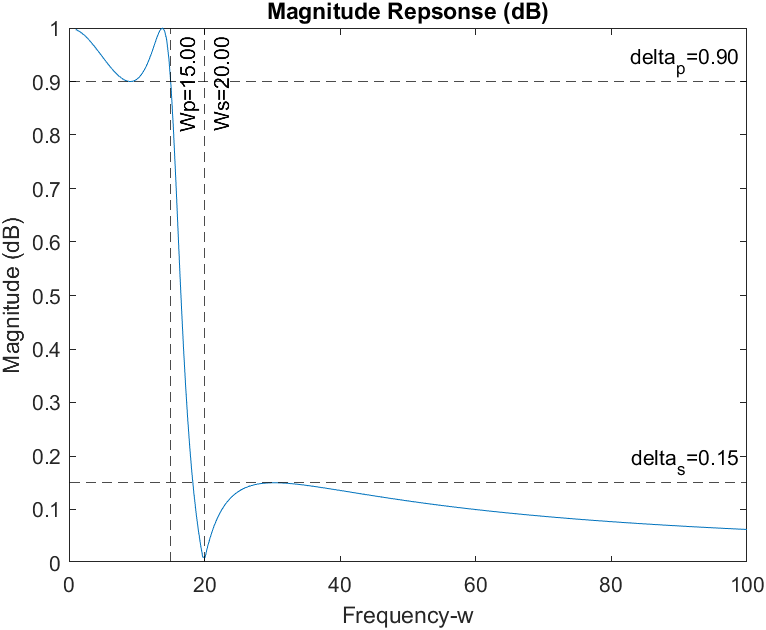 Magnitude Repsonse (dB)
1
0.9
0.8
0.7
0.6
0.5
0.4
0.3
0.2
0.1
0
Magnitude (dB)
Wp=15.00
Ws=20.00
delta_p=0.90
delta_s=0.15
0 20 40 60 80 100
Frequency-w